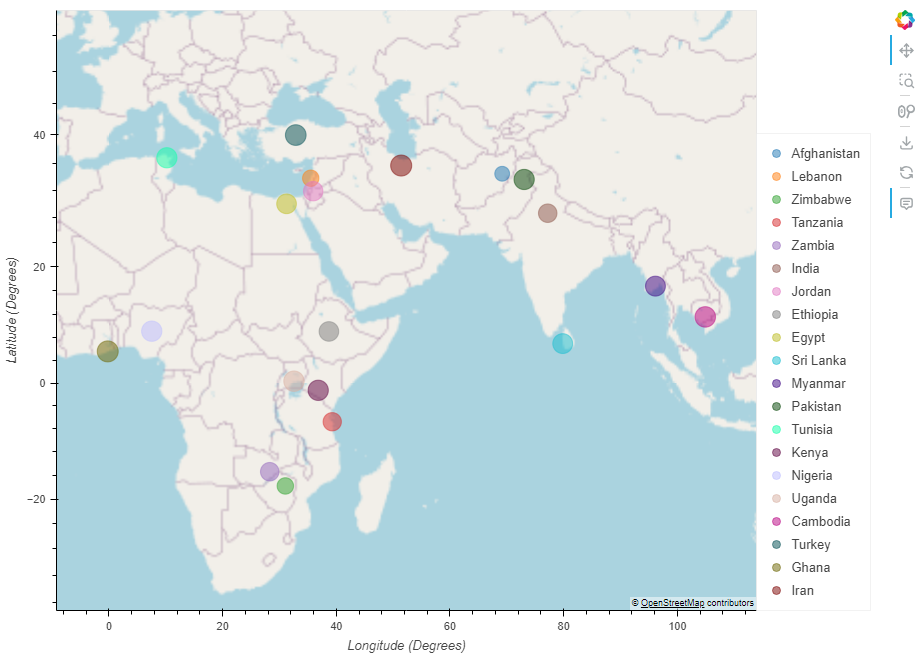 40
20
0
−20
Latitude (Degrees)
0
20
40
60
80
100
Longitude (Degrees)
© OpenStreetMap contributors
Afghanistan
Lebanon
Zimbabwe
Tanzania
Zambia
India
Jordan
Ethiopia
Egypt
Sri Lanka
Myanmar
Pakistan
Tunisia
Kenya
Nigeria
Uganda
Cambodia
Turkey
Ghana
Iran